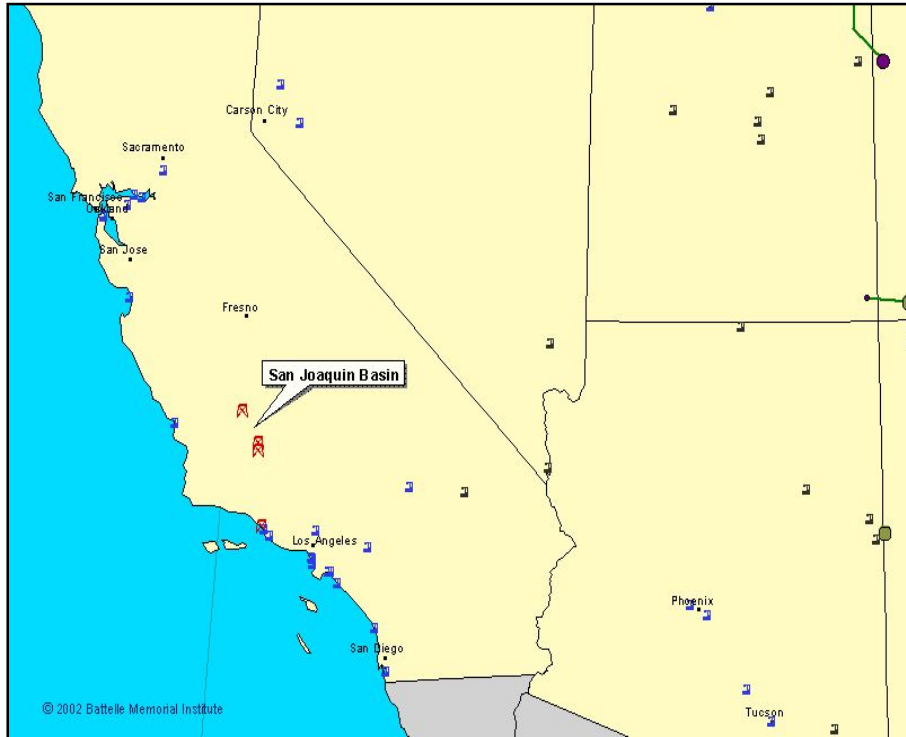 Carson City
Sacramento
San Francisco
Oakland
San Jose
Fresno
San Joaquin Basin
Los Angeles
Phoenix
San Diego
© 2002 Battelle Memorial Institute
Tucson